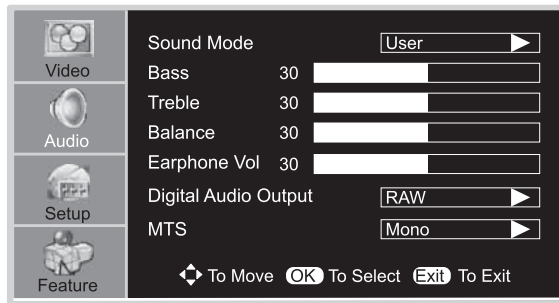 Video
Audio
Setup
Feature
Sound Mode User
Bass 30
Treble 30
Balance 30
Earphone Vol 30
Digital Audio Output RAW
MTS Mono
To Move OK To Select Exit To Exit